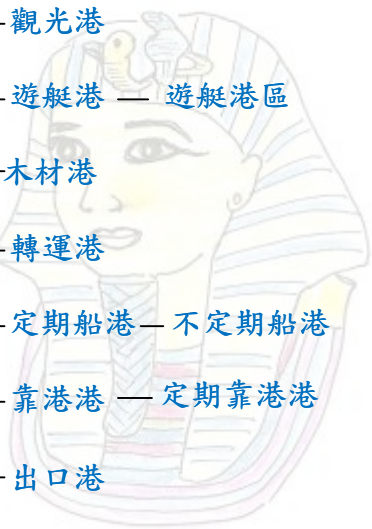 觀光港
遊艇港 — 遊艇港區
木材港
轉運港
定期船港 — 不定期船港
靠港港 — 定期靠港港
出口港